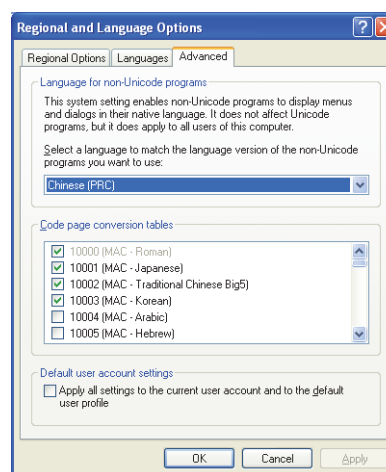 Regional and Language Options
Regional Options Languages Advanced
Language for non-Unicode programs
This system setting enables non-Unicode programs to display menus
and dialogs in their native language. It does not affect Unicode
programs, but it does apply to all users of this computer.
Select a language to match the language version of the non-Unicode
programs you want to use:
Chinese (PRC)
Code page conversion tables
10000 (MAC - Roman)
10001 (MAC - Japanese)
10002 (MAC - Traditional Chinese Big5)
10003 (MAC - Korean)
10004 (MAC - Arabic)
10005 (MAC - Hebrew)
Default user account settings
Apply all settings to the current user account and to the default
user profile
OK Cancel Apply